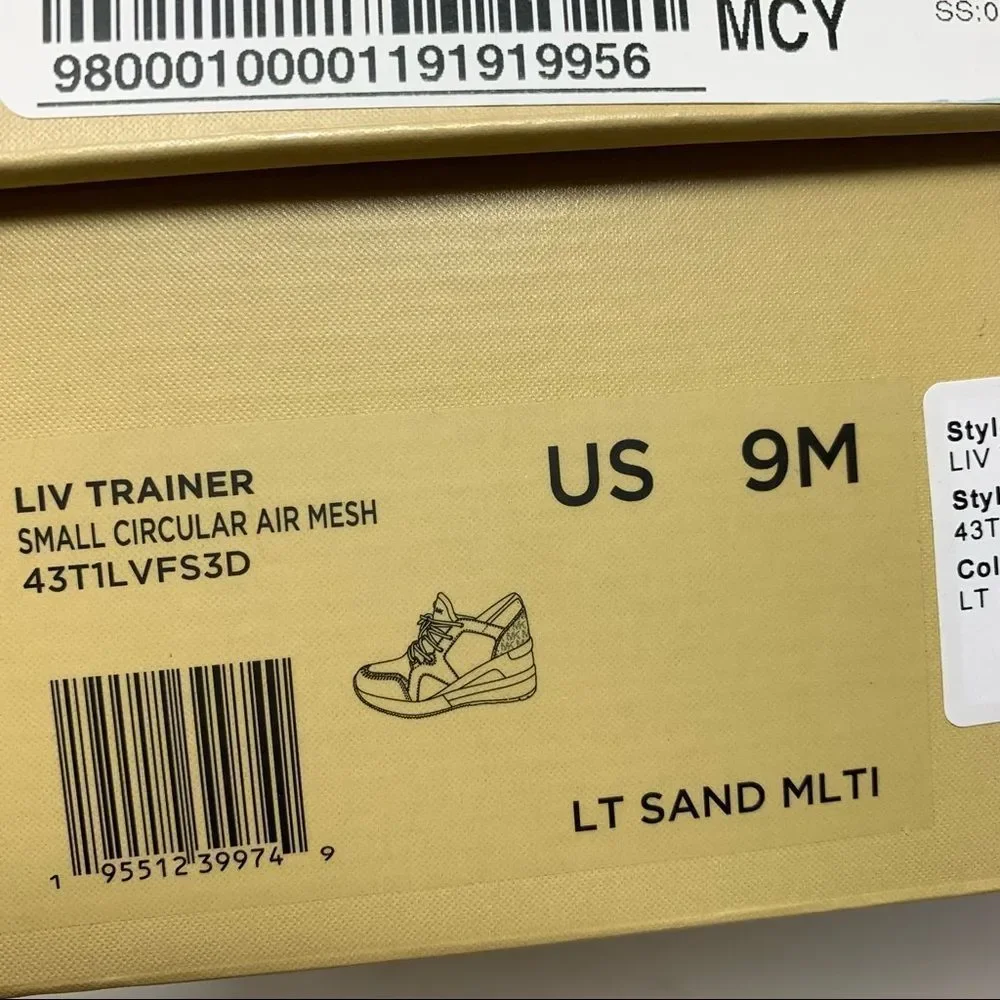 98000100001191919956
MCY
SS:0
LIV TRAINER
SMALL CIRCULAR AIR MESH
43T1LVFS3D
US 9M
LT SAND MLTI
1 95512 39974 9
Styl
LIV
Styl
43T
Col
LT